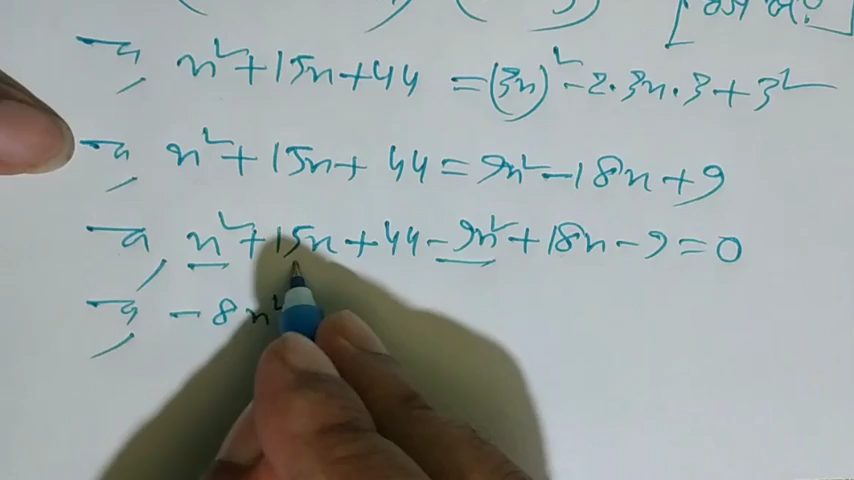 ⇒ x² + 15x + 44 = (3x)² - 2·3x·3 + 3²
⇒ x² + 15x + 44 = 9x² - 18x + 9
⇒ x² + 15x + 44 - 9x² + 18x - 9 = 0
⇒ - 8x²